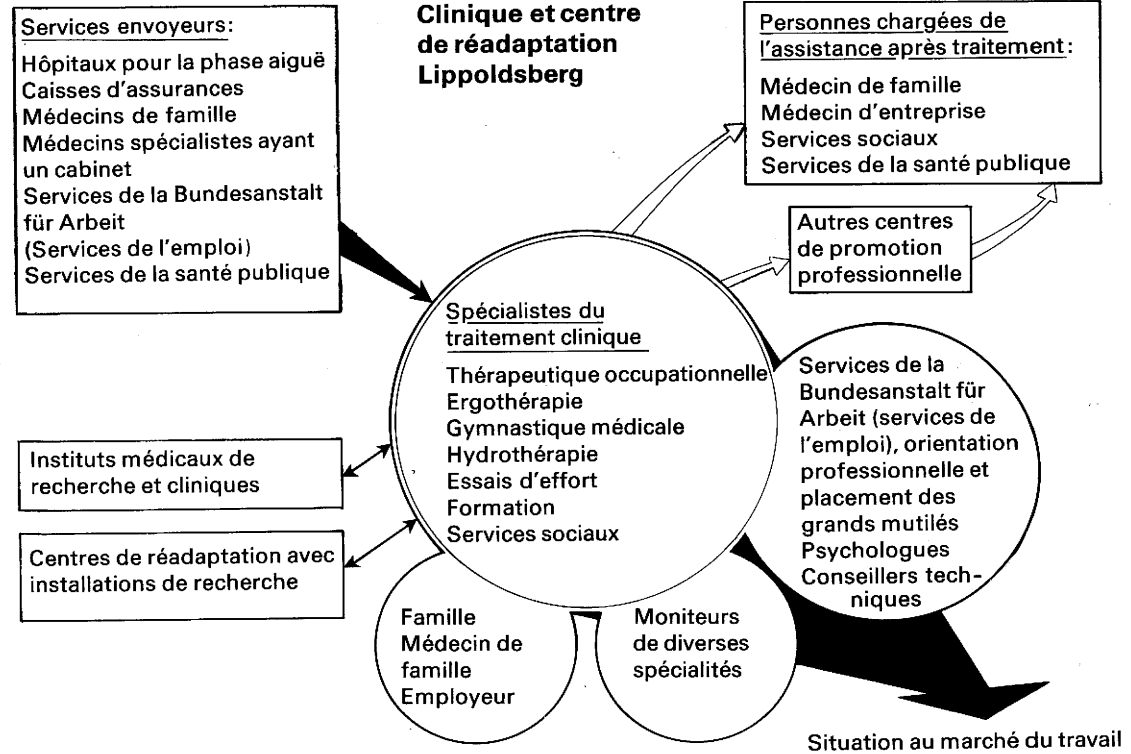 Clinique et centre
de réadaptation
Lippoldsberg
Services envoyeurs:
Hôpitaux pour la phase aiguë
Caisses d'assurances
Médecins de famille
Médecins spécialistes ayant
un cabinet
Services de la Bundesanstalt
für Arbeit
(Services de l'emploi)
Services de la santé publique
Personnes chargées de
l'assistance après traitement:
Médecin de famille
Médecin d'entreprise
Services sociaux
Services de la santé publique
Autres centres
de promotion
professionnelle
Spécialistes du
traitement clinique
Thérapeutique occupationnelle
Ergothérapie
Gymnastique médicale
Hydrothérapie
Essais d'effort
Formation
Services sociaux
Services de la
Bundesanstalt für
Arbeit (services de
l'emploi), orientation
professionnelle et
placement des
grands mutilés
Psychologues
Conseillers tech-
niques
Instituts médicaux de
recherche et cliniques
Centres de réadaptation avec
installations de recherche
Famille
Médecin de
famille
Employeur
Moniteurs
de diverses
spécialités
Situation au marché du travail